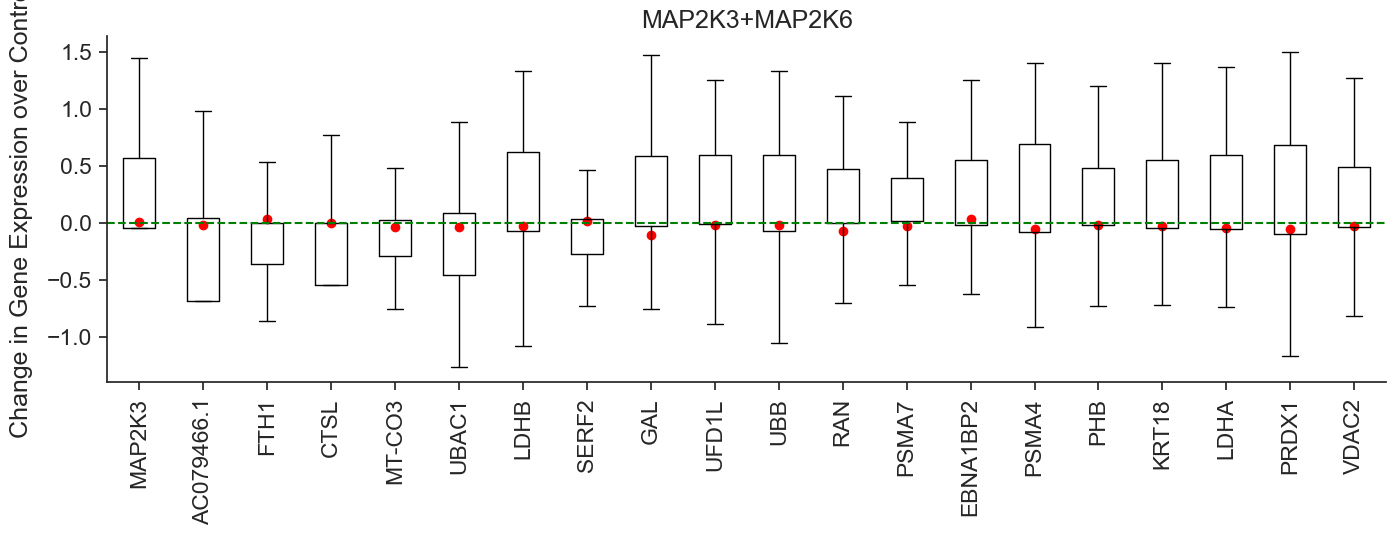 MAP2K3+MAP2K6
Change in Gene Expression over
1.5
1.0
0.5
0.0
−0.5
−1.0
MAP2K3
AC079466.1
FTH1
CTSL
MT-CO3
UBAC1
LDHB
SERF2
GAL
UFD1L
UBB
RAN
PSMA7
EBNA1BP2
PSMA4
PHB
KRT18
LDHA
PRDX1
VDAC2